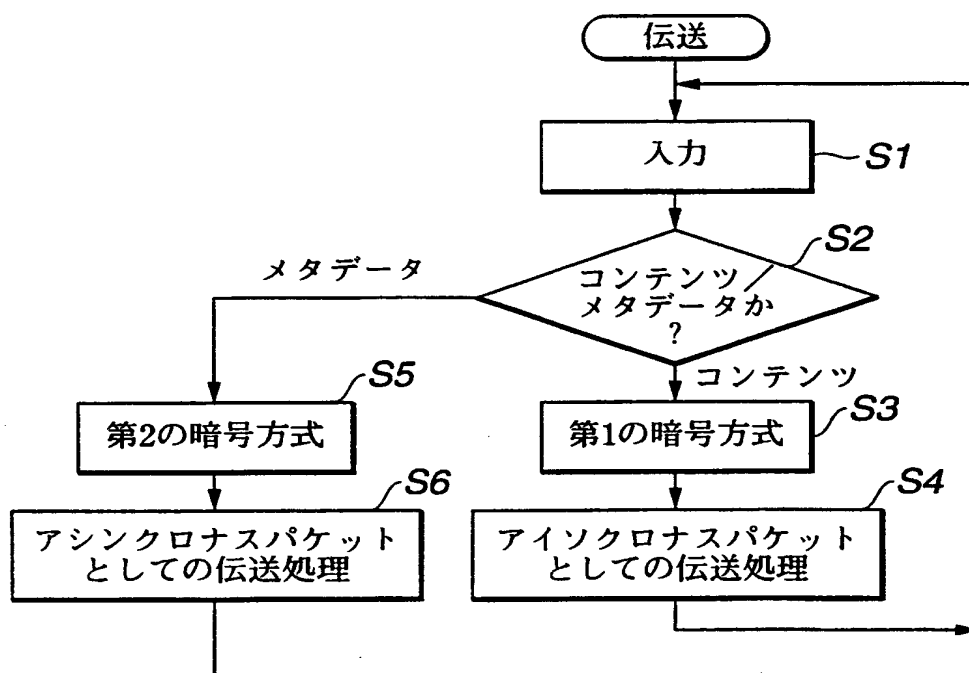 伝送
入力
S1
S2
コンテンツ／
メタデータか
?
メタデータ
コンテンツ
S5
第2の暗号方式
S3
第1の暗号方式
S6
アシンクロナスパケット
としての伝送処理
S4
アイソクロナスパケット
としての伝送処理